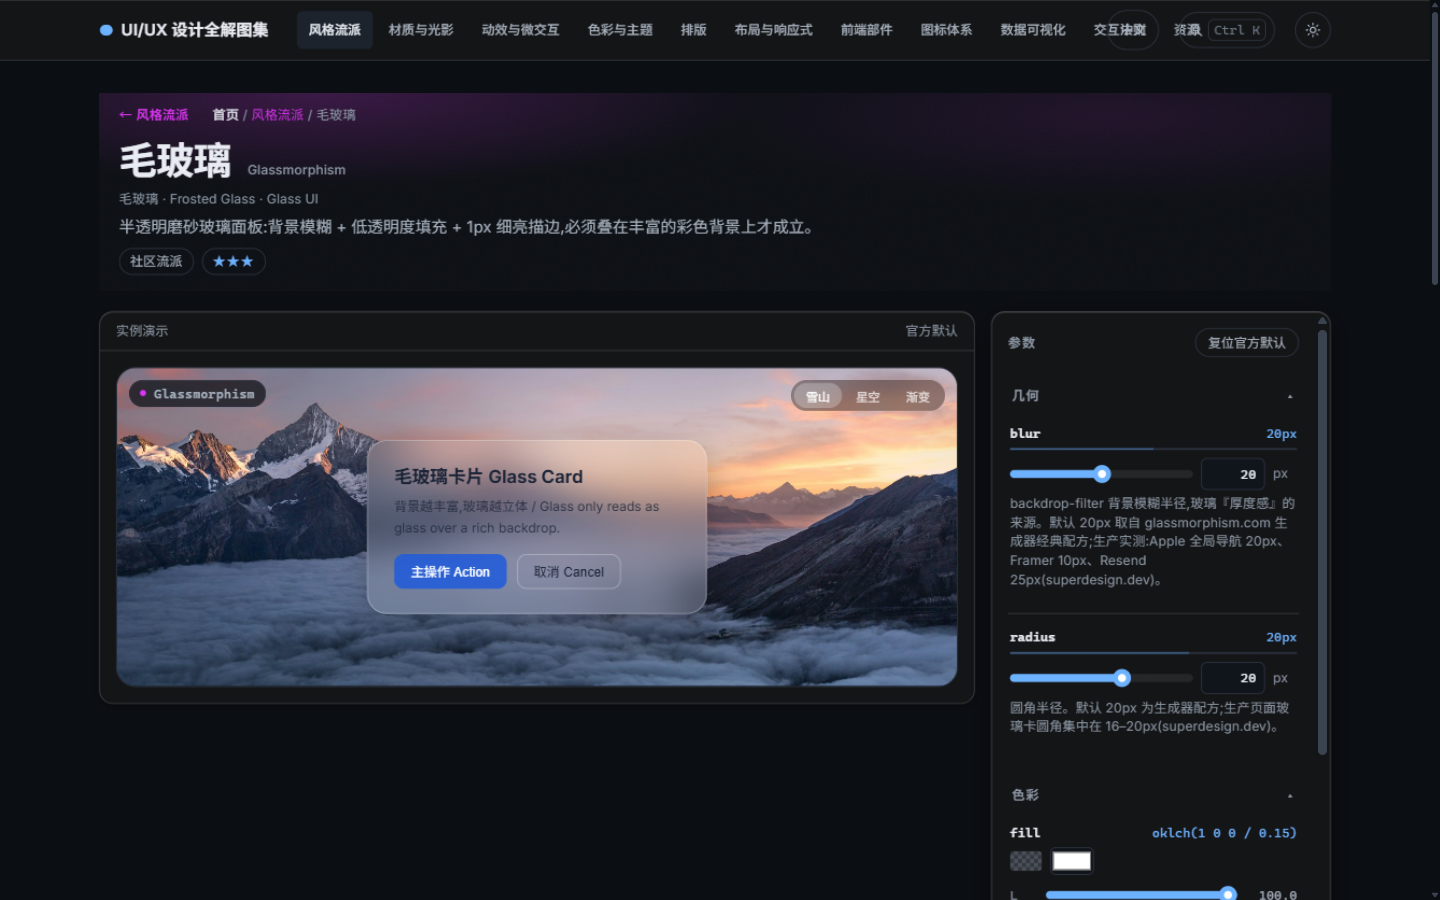 UI/UX 设计全解图集 风格流派 材质与光影 动效与微交互 色彩与主题 排版 布局与响应式 前端部件 图标体系 数据可视化 交互 资源 Ctrl K
← 风格流派 首页 / 风格流派 / 毛玻璃
毛玻璃 Glassmorphism
毛玻璃 · Frosted Glass · Glass UI
半透明磨砂玻璃面板:背景模糊 + 低透明度填充 + 1px 细亮描边,必须叠在丰富的彩色背景上才成立。
社区流派 ★★★
实例演示 官方默认
Glassmorphism 雪山 星空 渐变
毛玻璃卡片 Glass Card
背景越丰富,玻璃越立体 / Glass only reads as
glass over a rich backdrop.
主操作 Action 取消 Cancel
参数 复位官方默认
几何
blur 20px
20 px
backdrop-filter 背景模糊半径,玻璃『厚度感』的
来源。默认 20px 取自 glassmorphism.com 生
成器经典配方;生产实测:Apple 全局导航 20px、
Framer 10px、Resend
25px(superdesign.dev)。
radius 20px
20 px
圆角半径。默认 20px 为生成器配方;生产页面玻
璃卡圆角集中在 16–20px(superdesign.dev)。
色彩
fill oklch(1 0 0 / 0.15)
L 100.0